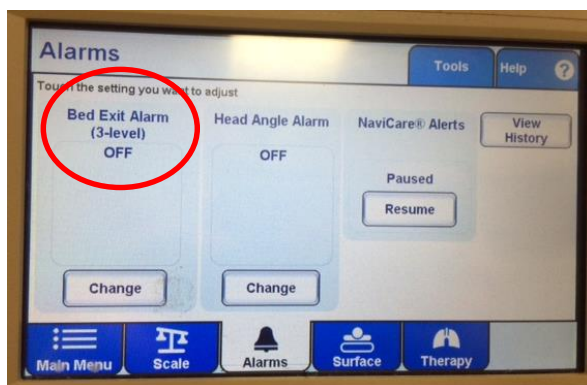 Alarms
Tools
Help ?
Touch the setting you want to adjust
Bed Exit Alarm
(3-level)
OFF
Change
Head Angle Alarm
OFF
Change
NaviCare® Alerts
Paused
Resume
View
History
Main Menu
Scale
Alarms
Surface
Therapy